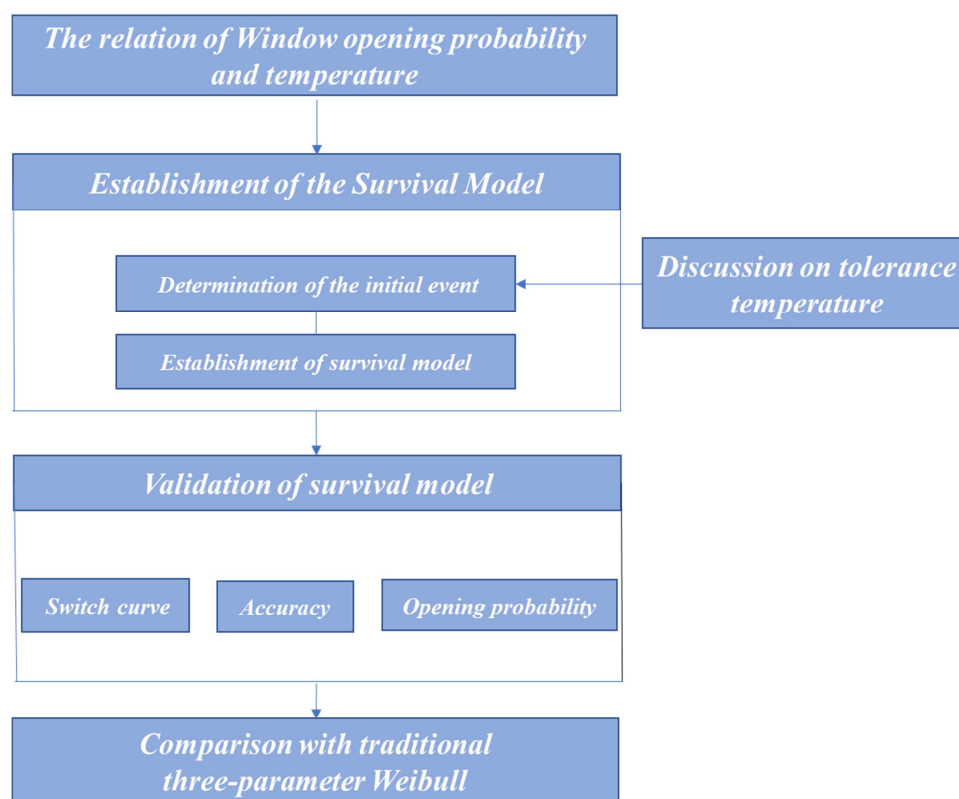 The relation of Window opening probability
and temperature
Establishment of the Survival Model
Determination of the initial event
Discussion on tolerance
temperature
Establishment of survival model
Validation of survival model
Switch curve
Accuracy
Opening probability
Comparison with traditional
three-parameter Weibull